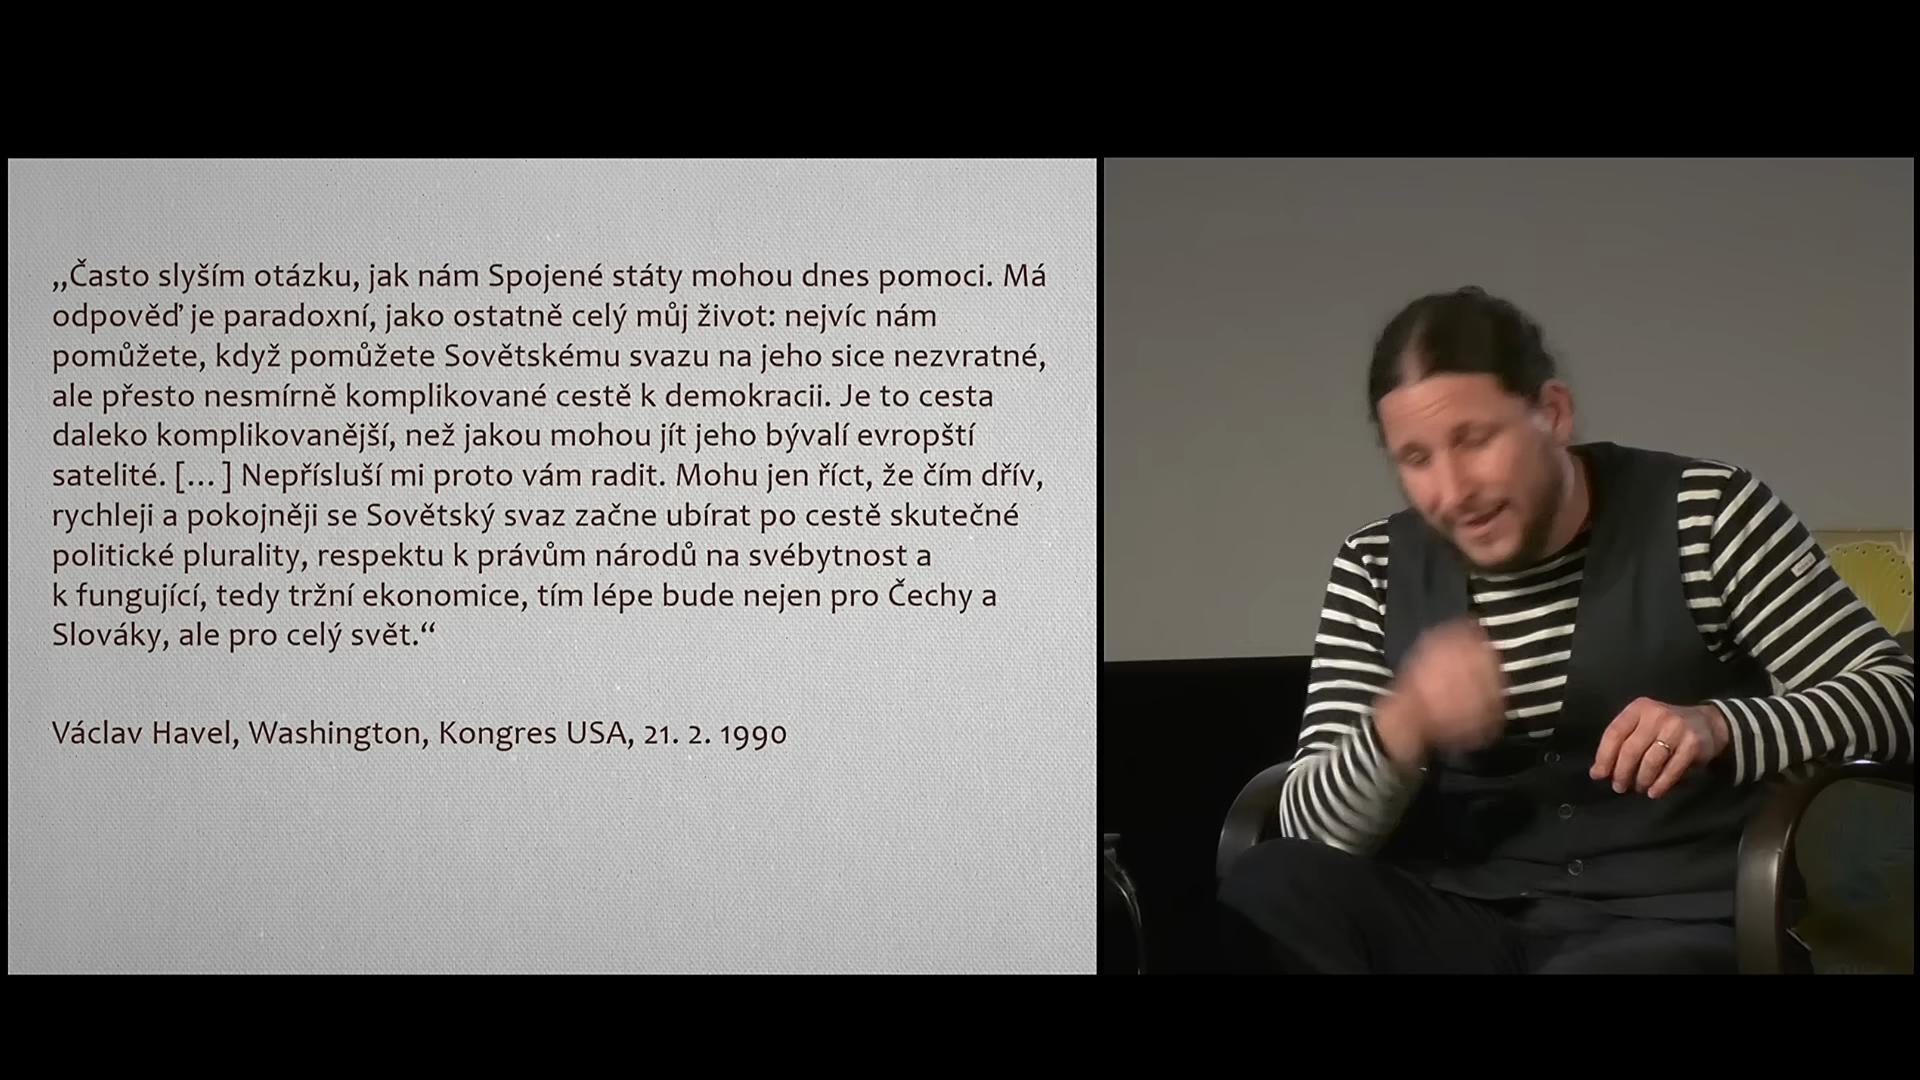 „Často slyším otázku, jak nám Spojené státy mohou dnes pomoci. Má
odpověď je paradoxní, jako ostatně celý můj život: nejvíc nám
pomůžete, když pomůžete Sovětskému svazu na jeho sice nezvratné,
ale přesto nesmírně komplikované cestě k demokracii. Je to cesta
daleko komplikovanější, než jakou mohou jít jeho bývalí evropští
satelité. [… ] Nepřísluší mi proto vám radit. Mohu jen říct, že čím dřív,
rychleji a pokojněji se Sovětský svaz začne ubírat po cestě skutečné
politické plurality, respektu k právům národů na svébytnost a
k fungující, tedy tržní ekonomice, tím lépe bude nejen pro Čechy a
Slováky, ale pro celý svět.“
Václav Havel, Washington, Kongres USA, 21. 2. 1990